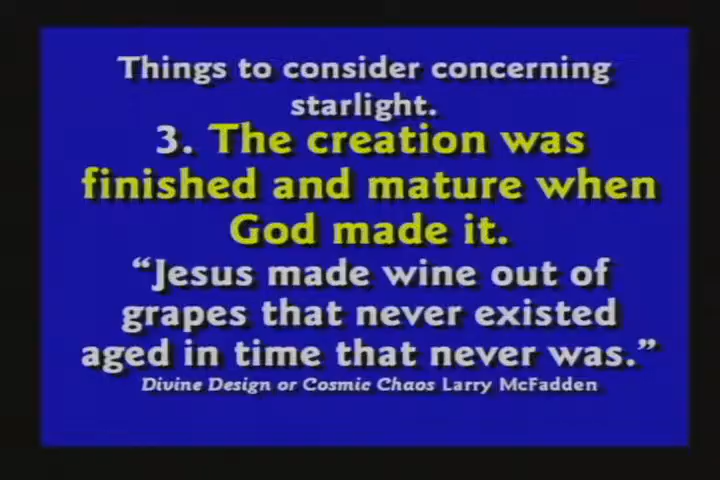 Things to consider concerning
starlight.
3. The creation was
finished and mature when
God made it.
“Jesus made wine out of
grapes that never existed
aged in time that never was.”
Divine Design or Cosmic Chaos Larry McFadden